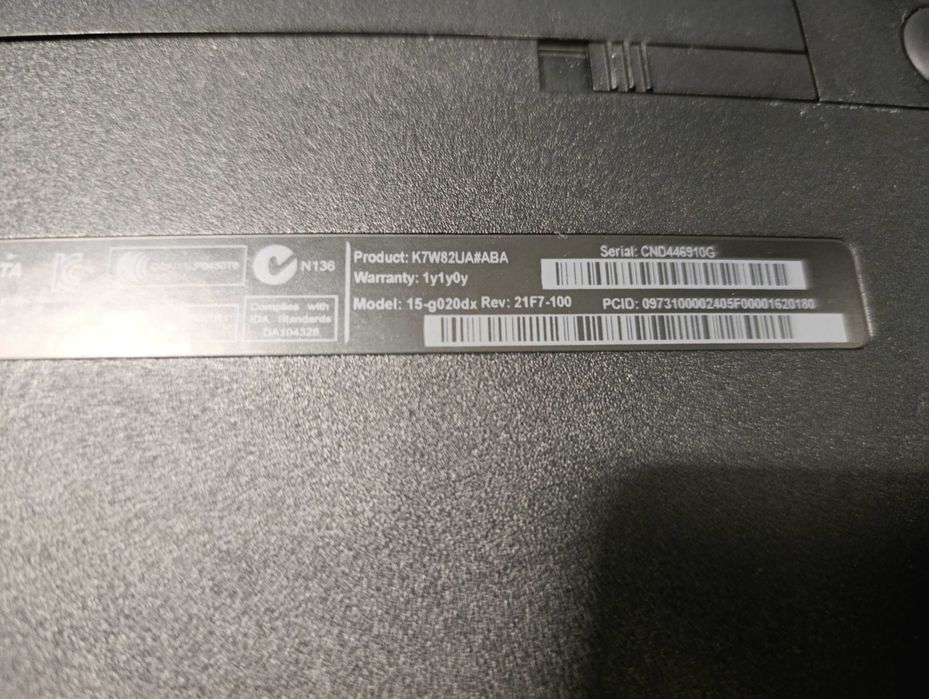 N136
Complies with
IDA Standards
DA104328
Product: K7W82UA#ABA
Warranty: 1y1y0y
Model: 15-g020dx Rev: 21F7-100
Serial: CND446910G
PCID: 0973100002405F00001620180